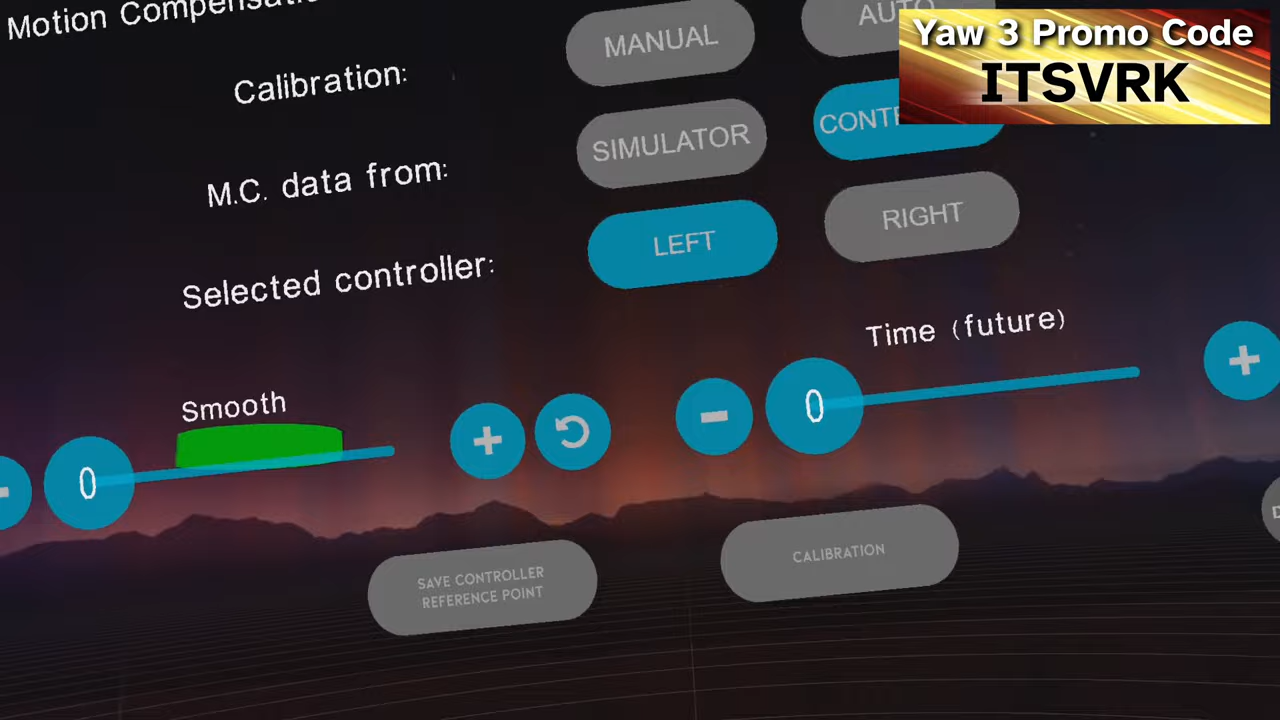 Motion Compensati
MANUAL
AUTO
Yaw 3 Promo Code
ITSVRK
Calibration:
M.C. data from:
SIMULATOR
CONT
Selected controller:
LEFT
RIGHT
Time (future)
Smooth
0
0
SAVE CONTROLLER
REFERENCE POINT
CALIBRATION